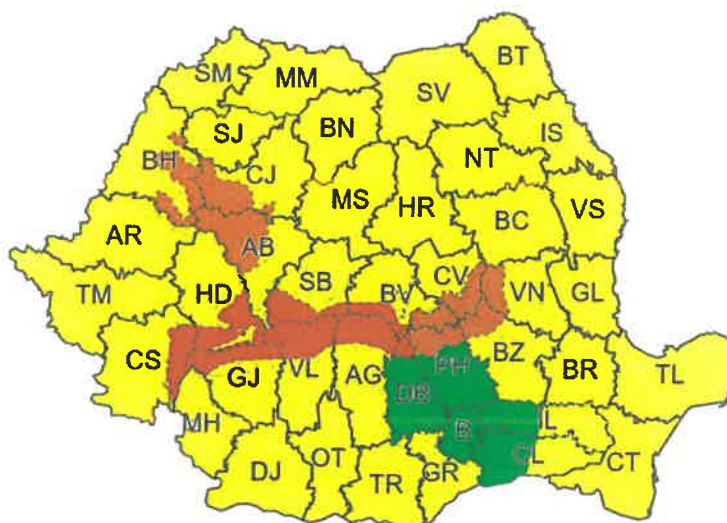 BT
SM
MM
SV
SJ
BN
IS
BH
CJ
NT
MS
HR
VS
AR
AB
BC
TM
HD
SB
BV
CV
VN
GL
CS
GJ
VL
AG
PH
BZ
BR
TL
DB
MH
B
IL
DJ
OT
TR
GR
CL
CT